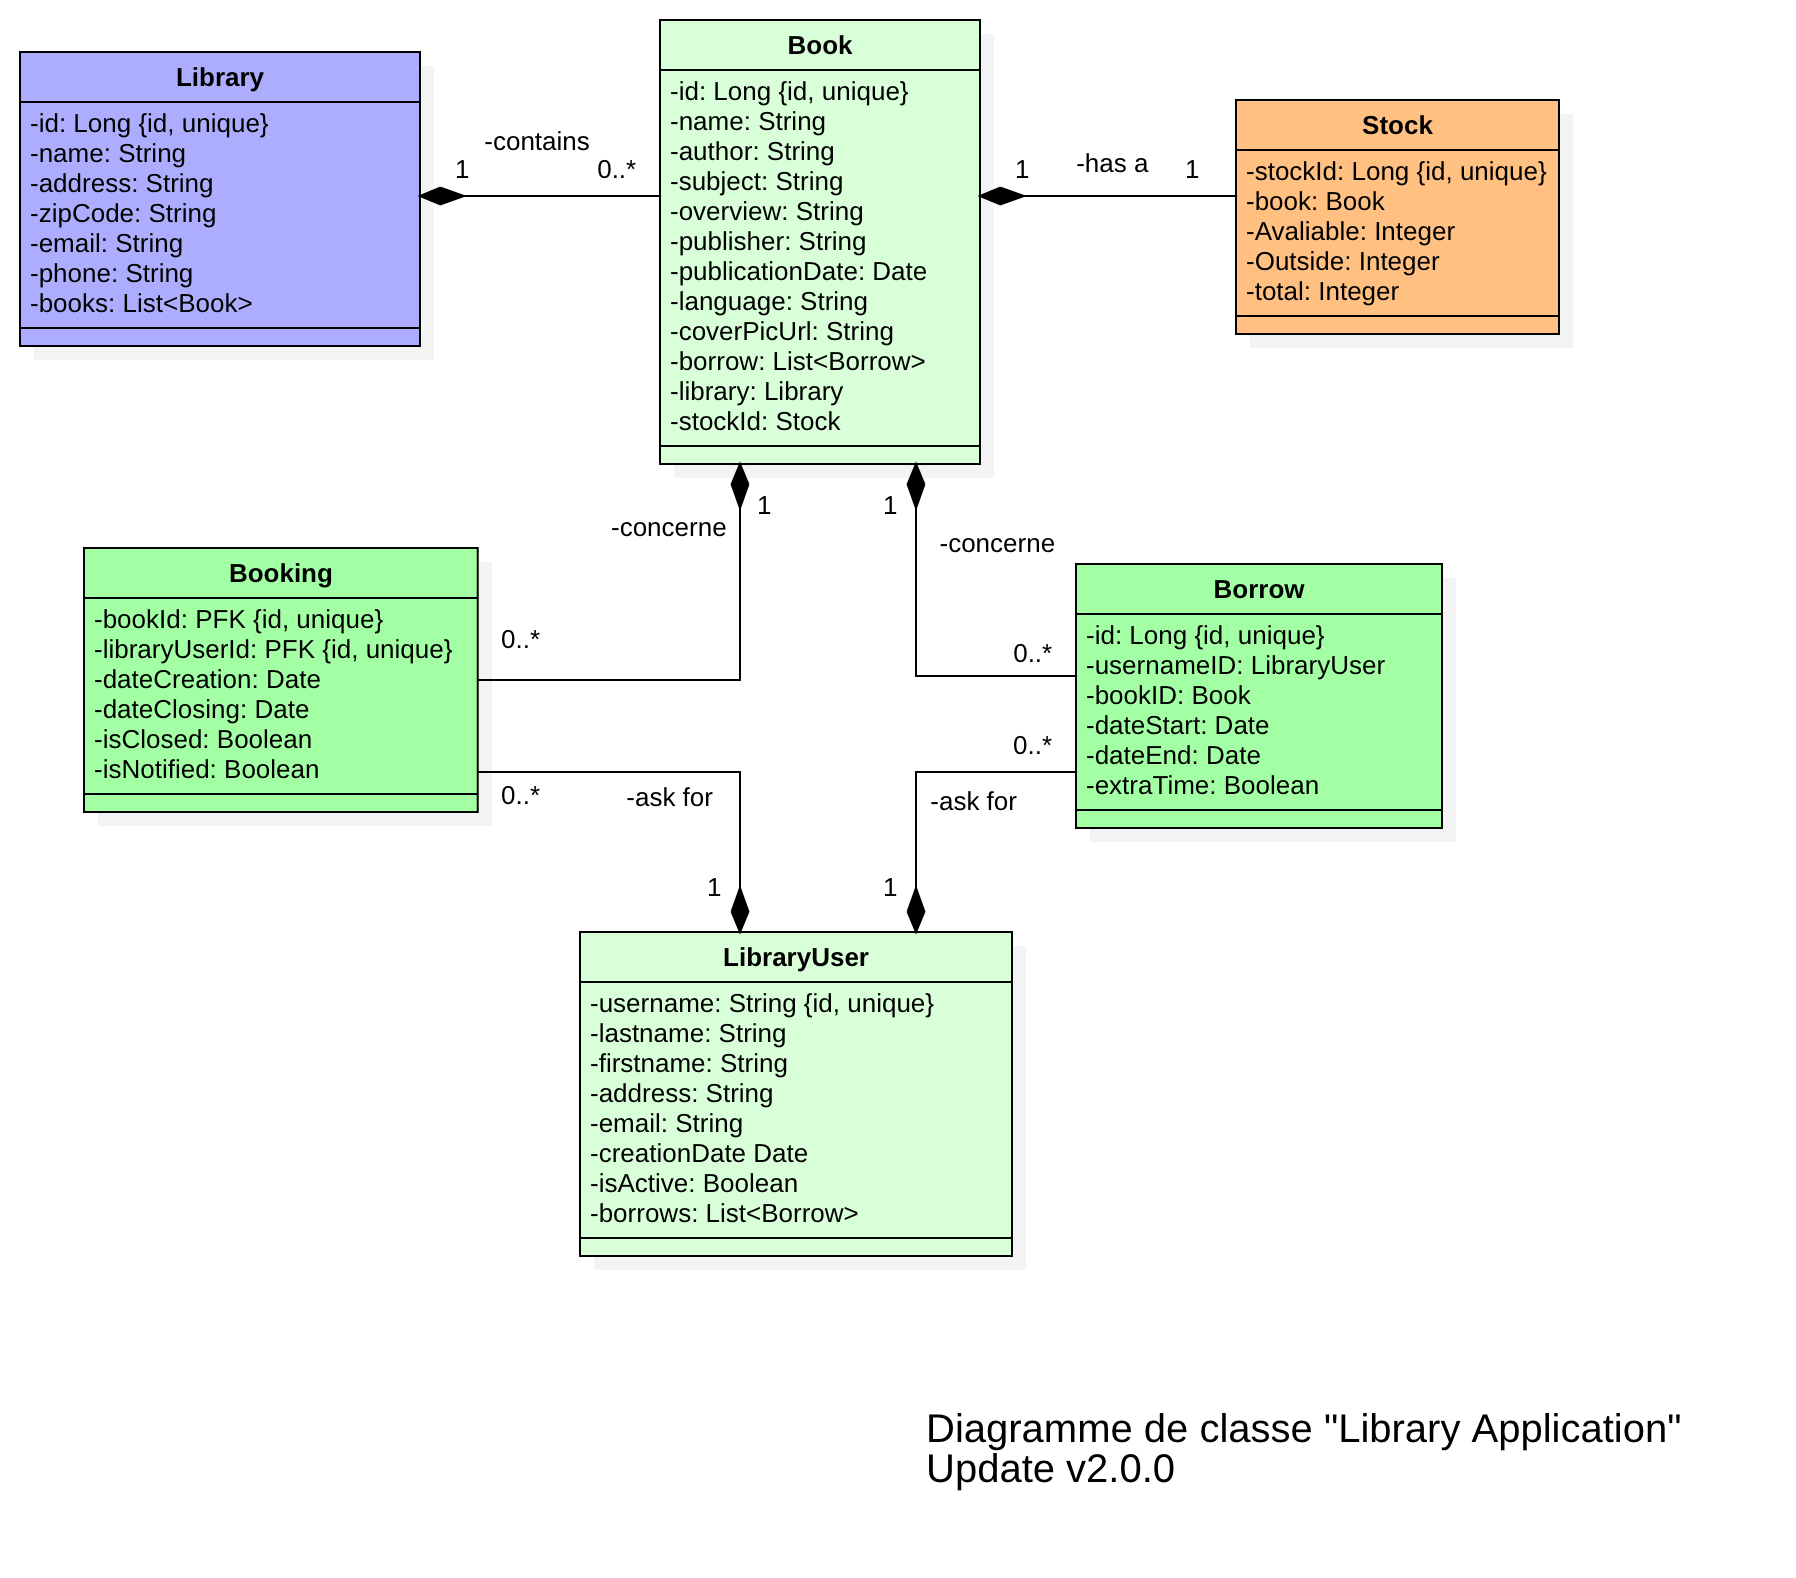 Library
-id: Long {id, unique}
-name: String
-address: String
-zipCode: String
-email: String
-phone: String
-books: List<Book>
-contains
1
0..*
Book
-id: Long {id, unique}
-name: String
-author: String
-subject: String
-overview: String
-publisher: String
-publicationDate: Date
-language: String
-coverPicUrl: String
-borrow: List<Borrow>
-library: Library
-stockId: Stock
1
-has a
1
Stock
-stockId: Long {id, unique}
-book: Book
-Avaliable: Integer
-Outside: Integer
-total: Integer
1
-concerne
0..*
1
-concerne
0..*
Booking
-bookId: PFK {id, unique}
-libraryUserId: PFK {id, unique}
-dateCreation: Date
-dateClosing: Date
-isClosed: Boolean
-isNotified: Boolean
Borrow
-id: Long {id, unique}
-usernameID: LibraryUser
-bookID: Book
-dateStart: Date
-dateEnd: Date
-extraTime: Boolean
0..*
-ask for
1
0..*
-ask for
1
LibraryUser
-username: String {id, unique}
-lastname: String
-firstname: String
-address: String
-email: String
-creationDate Date
-isActive: Boolean
-borrows: List<Borrow>
Diagramme de classe "Library Application"
Update v2.0.0